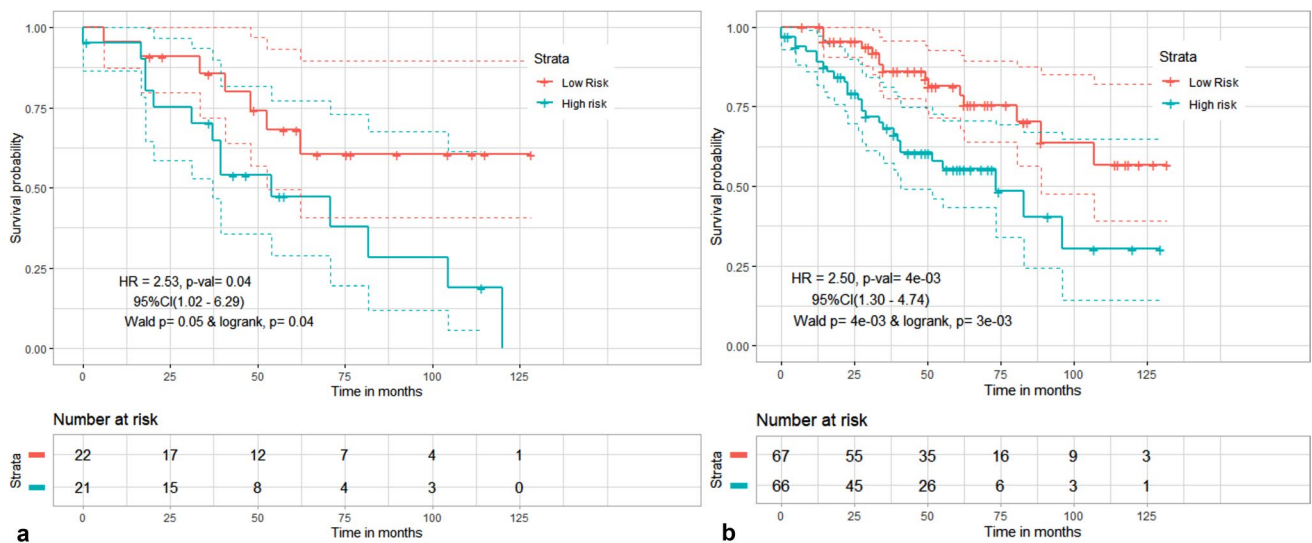 1.00
0.75
0.50
0.25
0.00
Survival probability
Strata
Low Risk
High risk
HR = 2.53, p-val= 0.04
95%CI(1.02 - 6.29)
Wald p= 0.05 & logrank, p= 0.04
0 25 50 75 100 125
Time in months
Number at risk
Strata
22 17 12 7 4 1
21 15 8 4 3 0
0 25 50 75 100 125
Time in months
a
1.00
0.75
0.50
0.25
0.00
Survival probability
Strata
Low Risk
High risk
HR = 2.50, p-val= 4e-03
95%CI(1.30 - 4.74)
Wald p= 4e-03 & logrank, p= 3e-03
0 25 50 75 100 125
Time in months
Number at risk
Strata
67 55 35 16 9 3
66 45 26 6 3 1
0 25 50 75 100 125
Time in months
b